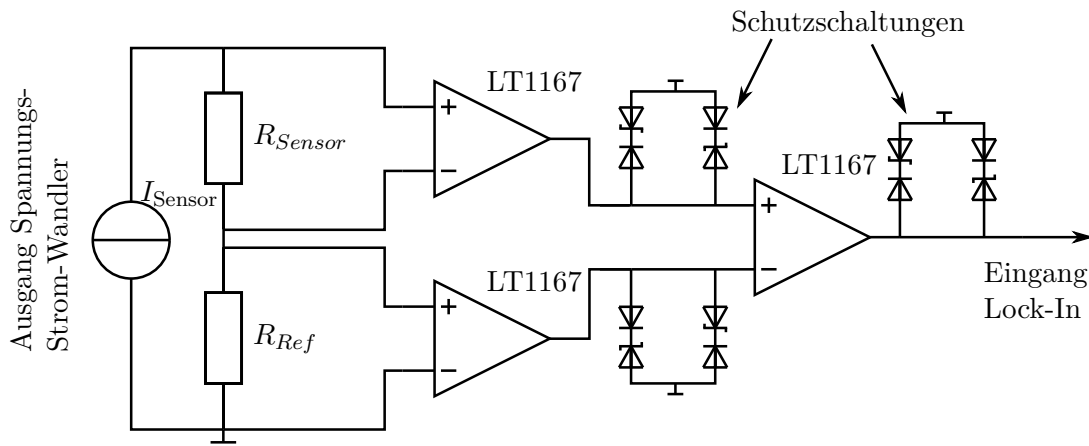 Schutzschaltungen
LT1167
+
−
R_Sensor
I_Sensor
Ausgang Spannungs-
Strom-Wandler
LT1167
+
−
LT1167
+
−
R_Ref
Eingang
Lock-In